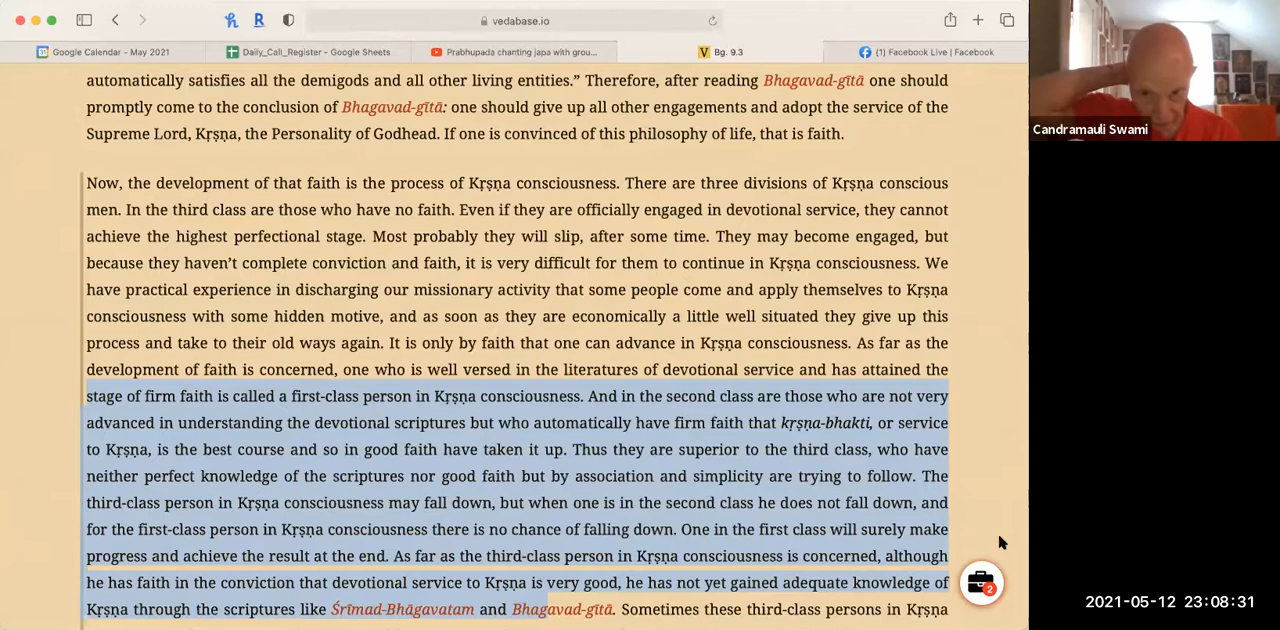 vedabase.io
Google Calendar - May 2021
Daily_Call_Register - Google Sheets
Prabhupada chanting japa with grou...
Bg. 9.3
(1) Facebook Live | Facebook
automatically satisfies all the demigods and all other living entities.” Therefore, after reading Bhagavad-gītā one should
promptly come to the conclusion of Bhagavad-gītā: one should give up all other engagements and adopt the service of the
Supreme Lord, Kṛṣṇa, the Personality of Godhead. If one is convinced of this philosophy of life, that is faith.
Now, the development of that faith is the process of Kṛṣṇa consciousness. There are three divisions of Kṛṣṇa conscious
men. In the third class are those who have no faith. Even if they are officially engaged in devotional service, they cannot
achieve the highest perfectional stage. Most probably they will slip, after some time. They may become engaged, but
because they haven’t complete conviction and faith, it is very difficult for them to continue in Kṛṣṇa consciousness. We
have practical experience in discharging our missionary activity that some people come and apply themselves to Kṛṣṇa
consciousness with some hidden motive, and as soon as they are economically a little well situated they give up this
process and take to their old ways again. It is only by faith that one can advance in Kṛṣṇa consciousness. As far as the
development of faith is concerned, one who is well versed in the literatures of devotional service and has attained the
stage of firm faith is called a first-class person in Kṛṣṇa consciousness. And in the second class are those who are not very
advanced in understanding the devotional scriptures but who automatically have firm faith that kṛṣṇa-bhakti, or service
to Kṛṣṇa, is the best course and so in good faith have taken it up. Thus they are superior to the third class, who have
neither perfect knowledge of the scriptures nor good faith but by association and simplicity are trying to follow. The
third-class person in Kṛṣṇa consciousness may fall down, but when one is in the second class he does not fall down, and
for the first-class person in Kṛṣṇa consciousness there is no chance of falling down. One in the first class will surely make
progress and achieve the result at the end. As far as the third-class person in Kṛṣṇa consciousness is concerned, although
he has faith in the conviction that devotional service to Kṛṣṇa is very good, he has not yet gained adequate knowledge of
Kṛṣṇa through the scriptures like Śrīmad-Bhāgavatam and Bhagavad-gītā. Sometimes these third-class persons in Kṛṣṇa
2
Candramauli Swami
2021-05-12 23:08:31